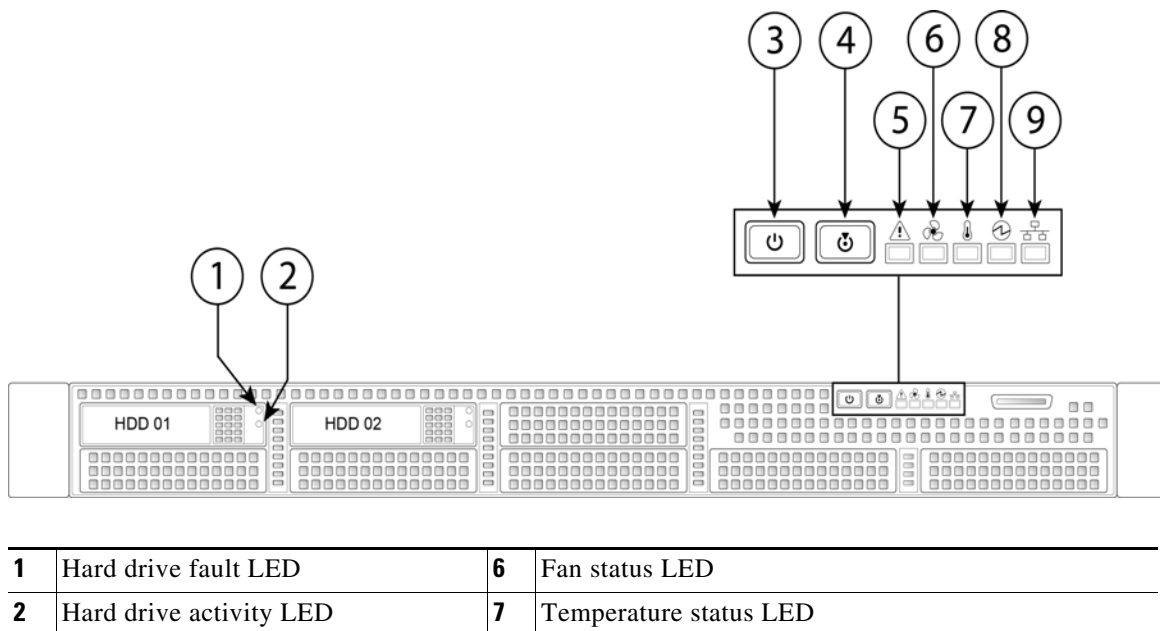 3 4 6 8
5 7 9
1 2
HDD 01 HDD 02
1 Hard drive fault LED 6 Fan status LED
2 Hard drive activity LED 7 Temperature status LED